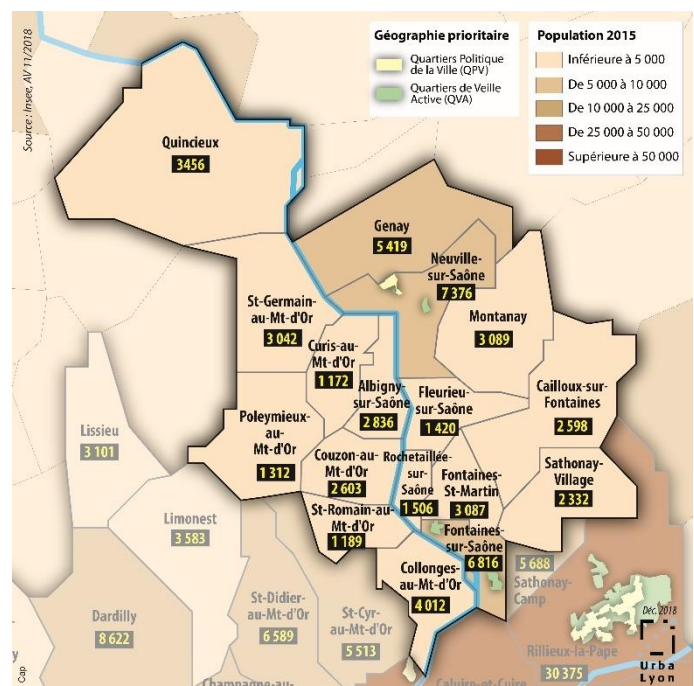 Source : Insee, AV 11/2018
Géographie prioritaire
Quartiers Politique
de la Ville (QPV)
Quartiers de Veille
Active (QVA)
Population 2015
Inférieure à 5 000
De 5 000 à 10 000
De 10 000 à 25 000
De 25 000 à 50 000
Supérieure à 50 000
Quincieux
3456
Genay
5 419
Neuville-
sur-Saône
7 376
St-Germain-
au-Mt-d'Or
3 042
Montanay
3 089
Curis-au-
Mt-d'Or
1 172
Albigny-
sur-Saône
2 836
Fleurieu-
sur-Saône
1 420
Cailloux-sur-
Fontaines
2 598
Poleymieux-
au-
Mt-d'Or
1 312
Lissieu
3 101
Couzon-au-
Mt-d'Or
2 603
Rochetaillée-
sur-
Saône
1 506
Fontaines-
St-Martin
3 087
Sathonay-
Village
2 332
St-Romain-au-
Mt-d'Or
1 189
Limonest
3 583
Fontaines-
sur-Saône
6 816
5 688
Sathonay-
Camp
Collonges-
au-Mt-d'Or
4 012
Dardilly
8 622
St-Didier-
au-Mt-d'Or
6 589
St-Cyr-
au-Mt-d'Or
5 513
Rillieux-la-Pape
30 375
Champagne-au-
Caluire-et-Cuire
Déc. 2018
Urba
Lyon
Cap